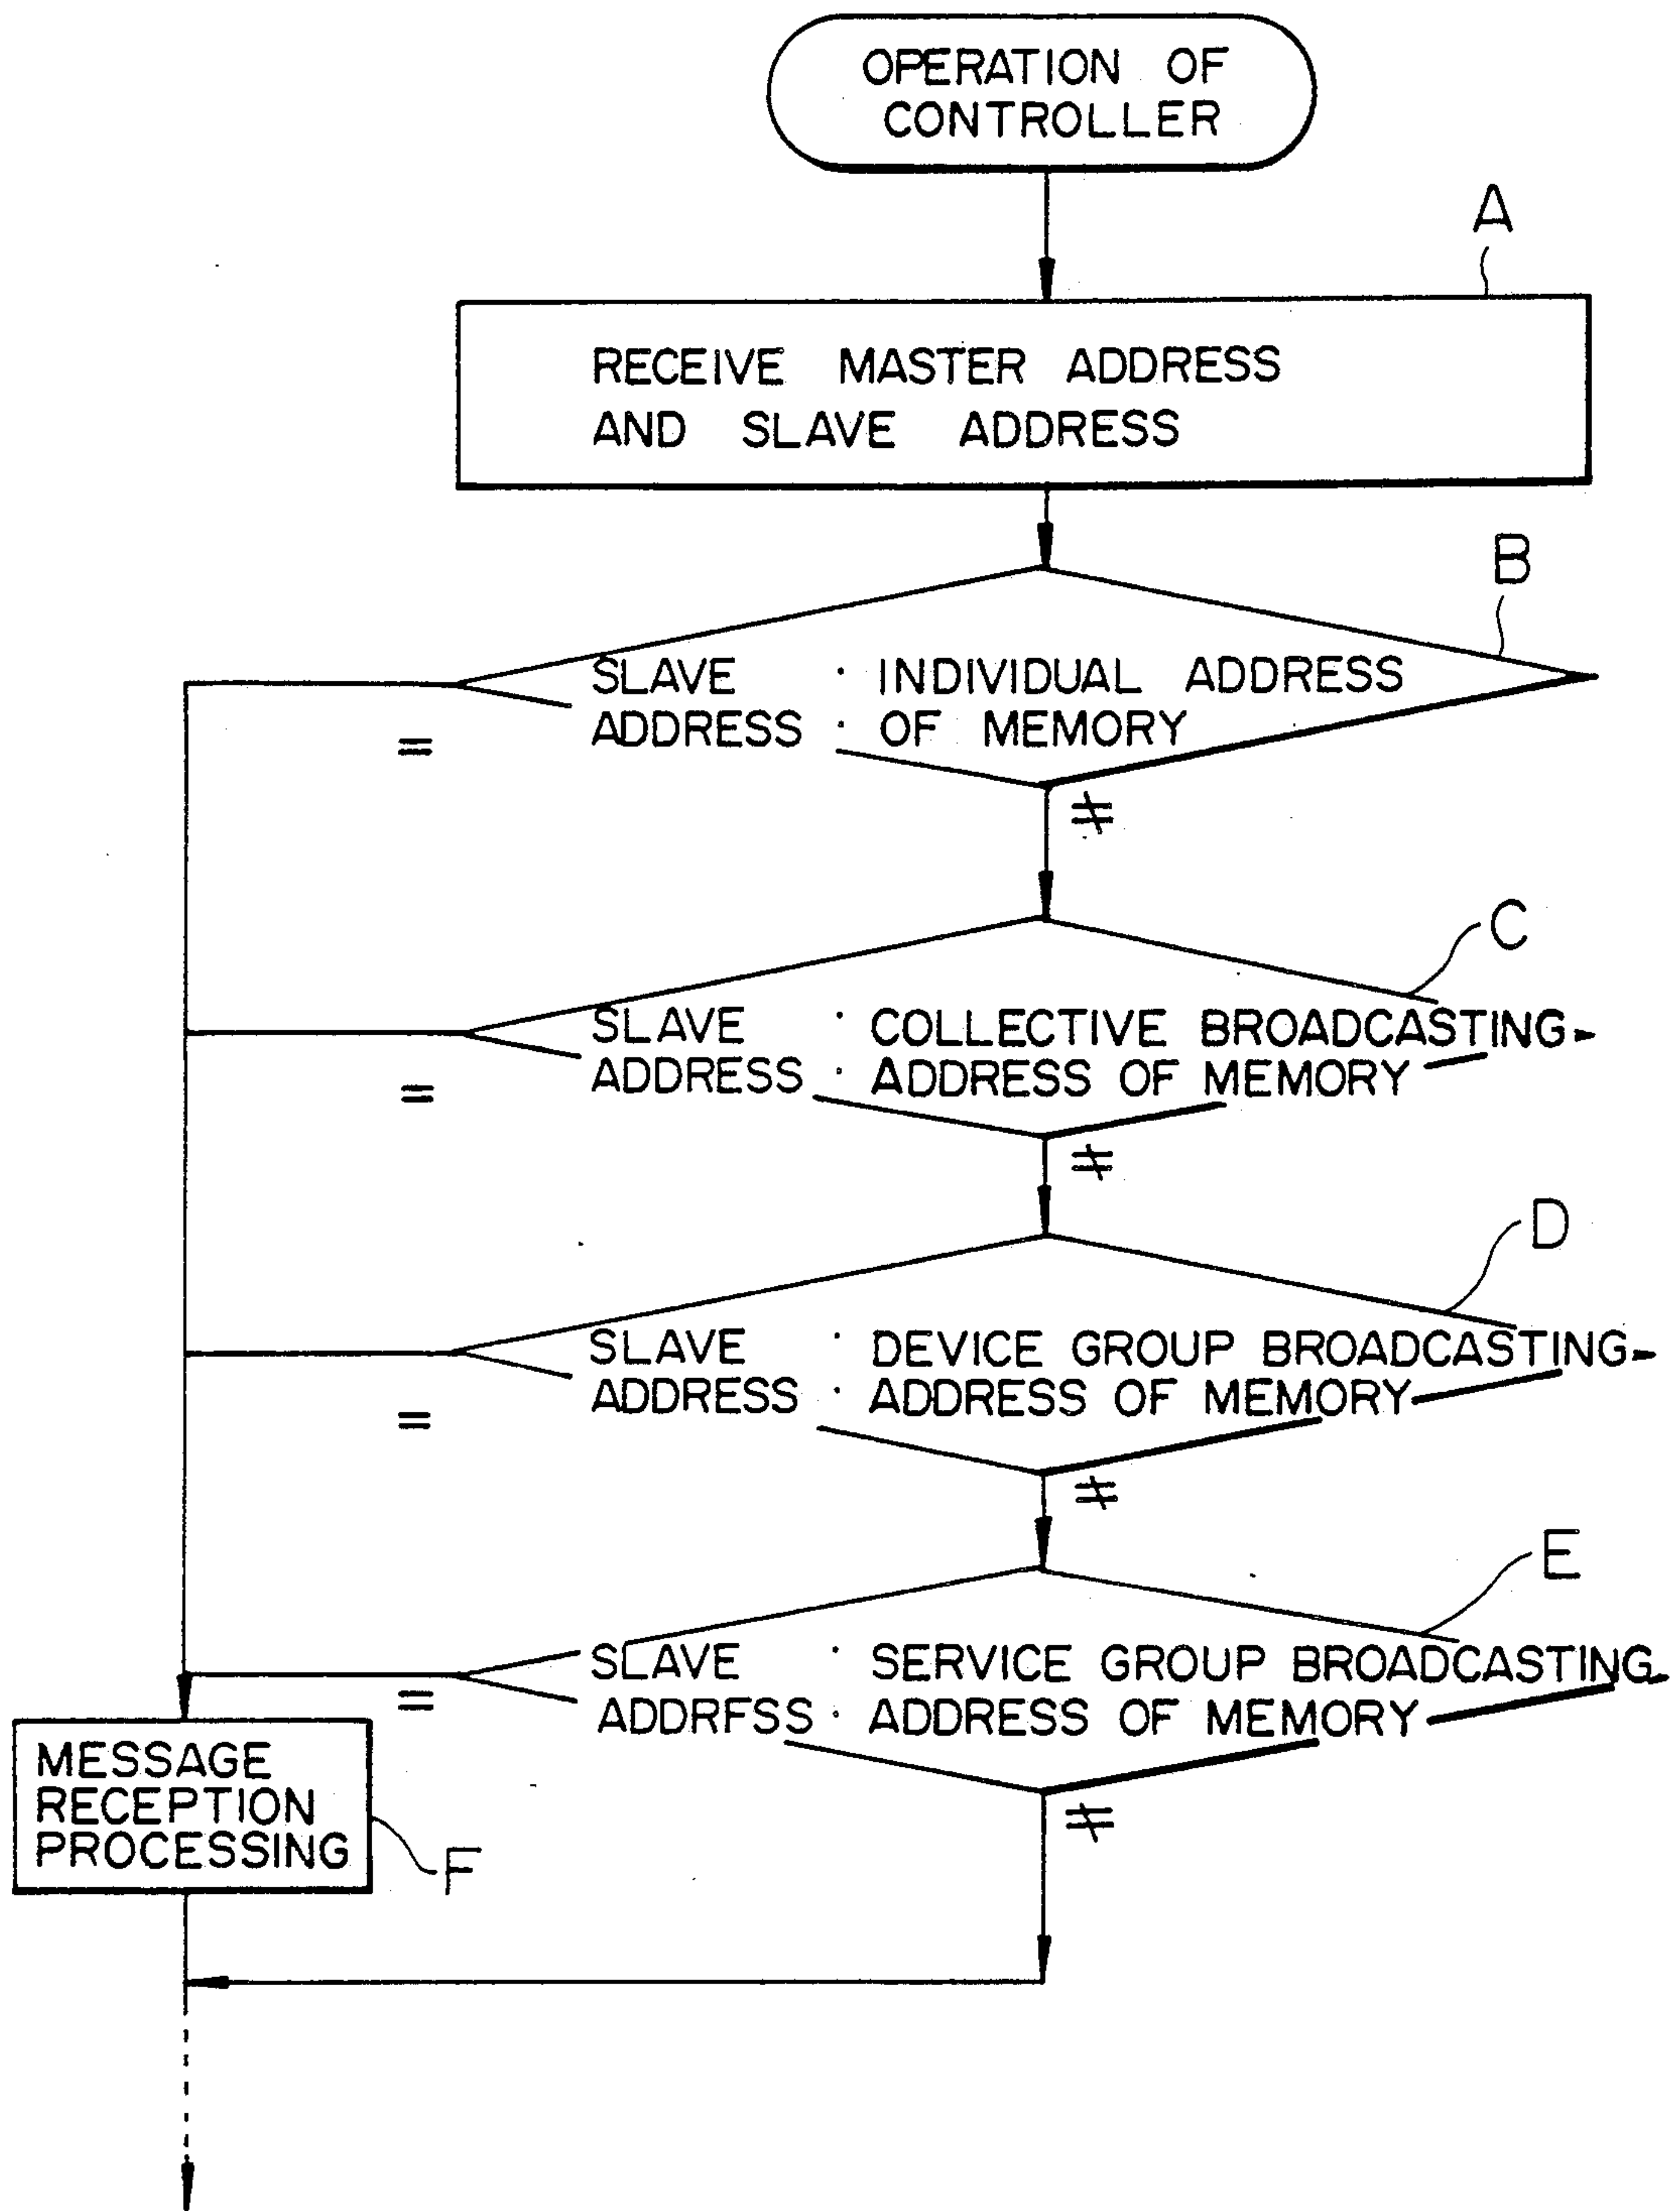 OPERATION OF
CONTROLLER
A
RECEIVE MASTER ADDRESS
AND SLAVE ADDRESS
B
SLAVE : INDIVIDUAL ADDRESS
ADDRESS : OF MEMORY
=
≠
C
SLAVE : COLLECTIVE BROADCASTING
ADDRESS : ADDRESS OF MEMORY
=
≠
D
SLAVE : DEVICE GROUP BROADCASTING
ADDRESS : ADDRESS OF MEMORY
=
≠
E
SLAVE : SERVICE GROUP BROADCASTING
ADDRFSS : ADDRESS OF MEMORY
=
≠
MESSAGE
RECEPTION
PROCESSING
F